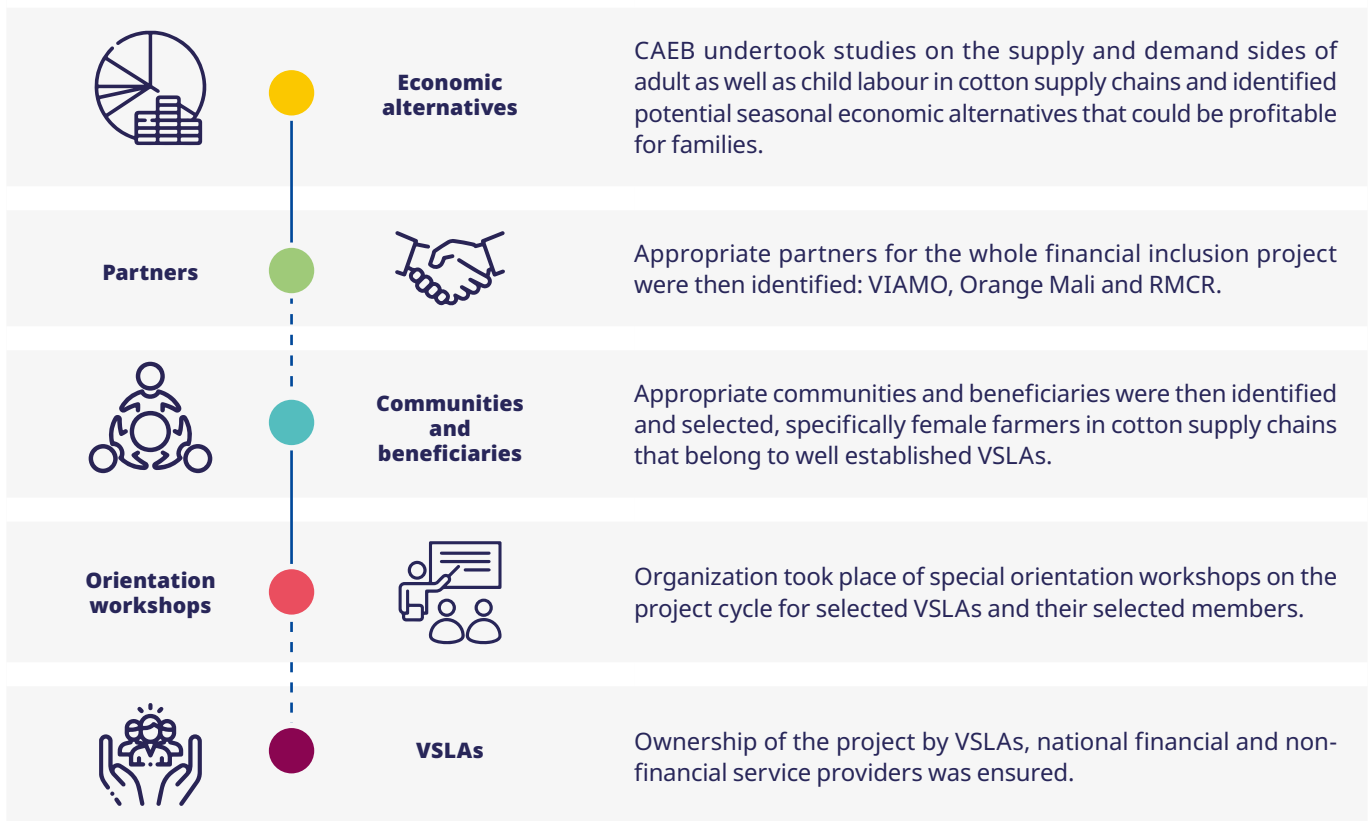 Economic
alternatives
CAEB undertook studies on the supply and demand sides of
adult as well as child labour in cotton supply chains and identified
potential seasonal economic alternatives that could be profitable
for families.
Partners
Appropriate partners for the whole financial inclusion project
were then identified: VIAMO, Orange Mali and RMCR.
Communities
and
beneficiaries
Appropriate communities and beneficiaries were then identified
and selected, specifically female farmers in cotton supply chains
that belong to well established VSLAs.
Orientation
workshops
Organization took place of special orientation workshops on the
project cycle for selected VSLAs and their selected members.
VSLAs
Ownership of the project by VSLAs, national financial and non-
financial service providers was ensured.